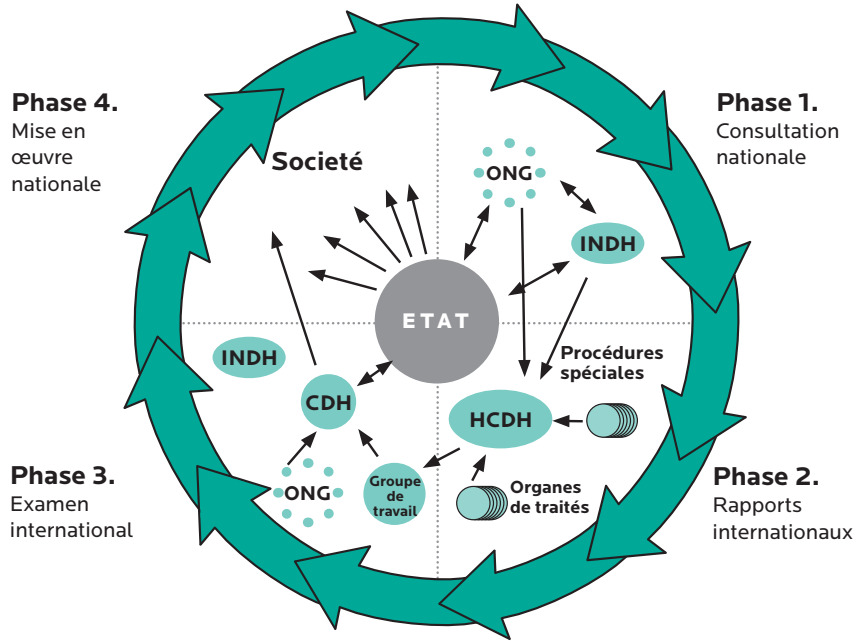 Phase 4.
Mise en
œuvre
nationale
Phase 1.
Consultation
nationale
Societé
ONG
INDH
ETAT
INDH
CDH
ONG
Groupe
de
travail
HCDH
Procédures
spéciales
Organes
de traités
Phase 3.
Examen
international
Phase 2.
Rapports
internationaux